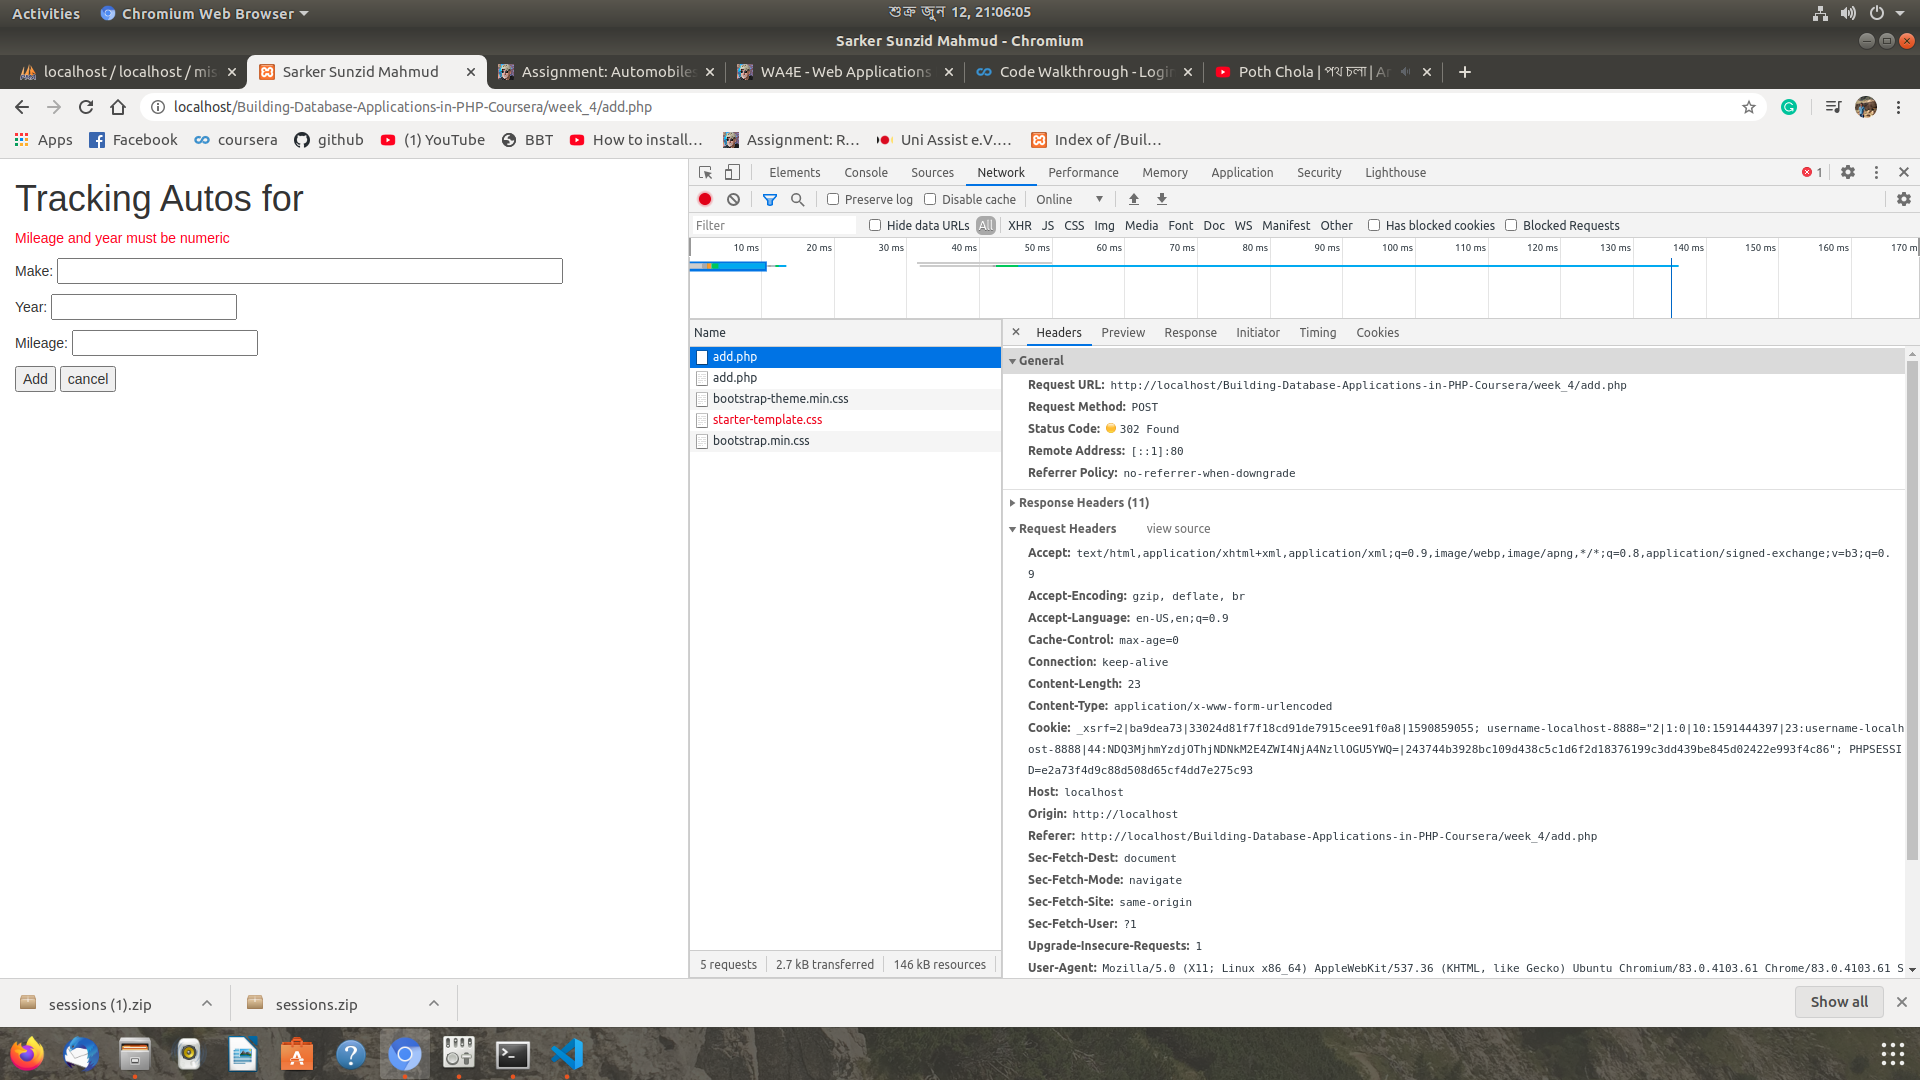 Activities
Chromium Web Browser
শুক্র জুন 12, 21:06:05
Sarker Sunzid Mahmud - Chromium
localhost / localhost / mis
Sarker Sunzid Mahmud
Assignment: Automobiles
WA4E - Web Applications
Code Walkthrough - Login
Poth Chola | পথ চলা | Ar
localhost/Building-Database-Applications-in-PHP-Coursera/week_4/add.php
Apps
Facebook
coursera
github
(1) YouTube
BBT
How to install...
Assignment: R...
Uni Assist e.V....
Index of /Buil...
Tracking Autos for
Mileage and year must be numeric
Make:
Year:
Mileage:
Add cancel
Elements Console Sources Network Performance Memory Application Security Lighthouse 1
Preserve log Disable cache Online
Filter Hide data URLs All XHR JS CSS Img Media Font Doc WS Manifest Other Has blocked cookies Blocked Requests
10 ms 20 ms 30 ms 40 ms 50 ms 60 ms 70 ms 80 ms 90 ms 100 ms 110 ms 120 ms 130 ms 140 ms 150 ms 160 ms 170 m
Name
add.php
add.php
bootstrap-theme.min.css
starter-template.css
bootstrap.min.css
5 requests 2.7 kB transferred 146 kB resources
Headers Preview Response Initiator Timing Cookies
General
Request URL: http://localhost/Building-Database-Applications-in-PHP-Coursera/week_4/add.php
Request Method: POST
Status Code: 302 Found
Remote Address: [::1]:80
Referrer Policy: no-referrer-when-downgrade
Response Headers (11)
Request Headers view source
Accept: text/html,application/xhtml+xml,application/xml;q=0.9,image/webp,image/apng,*/*;q=0.8,application/signed-exchange;v=b3;q=0.
9
Accept-Encoding: gzip, deflate, br
Accept-Language: en-US,en;q=0.9
Cache-Control: max-age=0
Connection: keep-alive
Content-Length: 23
Content-Type: application/x-www-form-urlencoded
Cookie: _xsrf=2|ba9dea73|33024d81f7f18cd91de7915cee91f0a8|1590859055; username-localhost-8888="2|1:0|10:1591444397|23:username-localh
ost-8888|44:NDQ3MjhmYzdjOThjNDNkM2E4ZWI4NjA4NzllOGU5YWQ=|243744b3928bc109d438c5c1d6f2d18376199c3dd439be845d02422e993f4c86"; PHPSESSI
D=e2a73f4d9c88d508d65cf4dd7e275c93
Host: localhost
Origin: http://localhost
Referer: http://localhost/Building-Database-Applications-in-PHP-Coursera/week_4/add.php
Sec-Fetch-Dest: document
Sec-Fetch-Mode: navigate
Sec-Fetch-Site: same-origin
Sec-Fetch-User: ?1
Upgrade-Insecure-Requests: 1
User-Agent: Mozilla/5.0 (X11; Linux x86_64) AppleWebKit/537.36 (KHTML, like Gecko) Ubuntu Chromium/83.0.4103.61 Chrome/83.0.4103.61 S
sessions (1).zip
sessions.zip
Show all